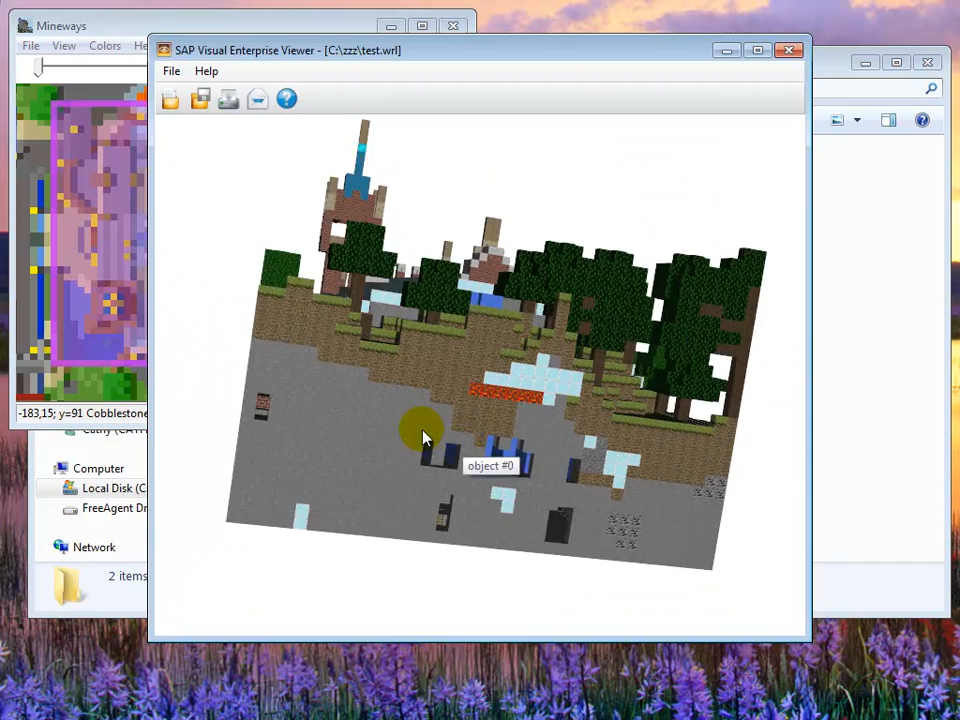 Mineways
File View Colors He
SAP Visual Enterprise Viewer - [C:\zzz\test.wrl]
File Help
object #0
-183,15; y=91 Cobblestone
Computer
Local Disk (C
FreeAgent Dr
Network
2 items